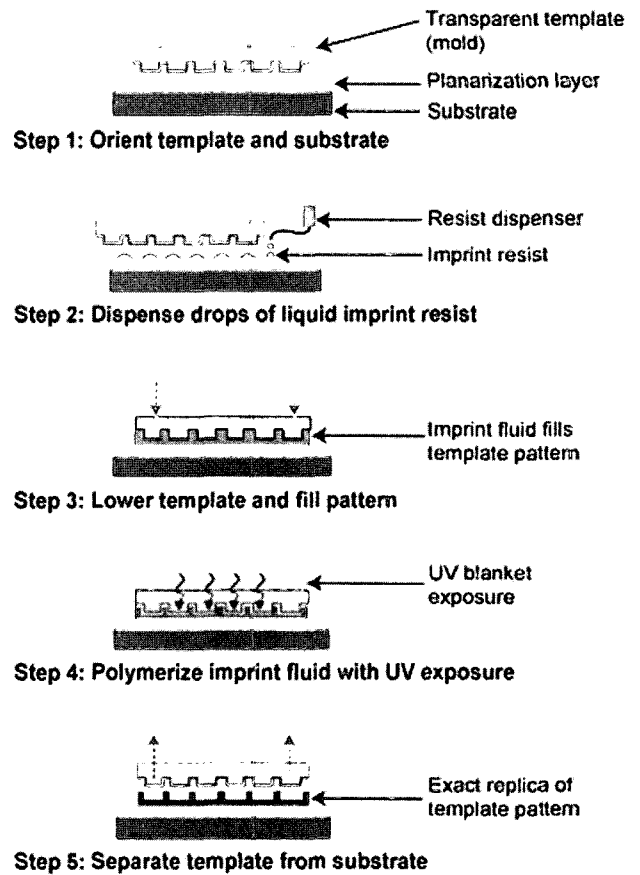 Transparent template
(mold)
Planarization layer
Substrate
Step 1: Orient template and substrate
Resist dispenser
Imprint resist
Step 2: Dispense drops of liquid imprint resist
Imprint fluid fills
template pattern
Step 3: Lower template and fill pattern
UV blanket
exposure
Step 4: Polymerize imprint fluid with UV exposure
Exact replica of
template pattern
Step 5: Separate template from substrate